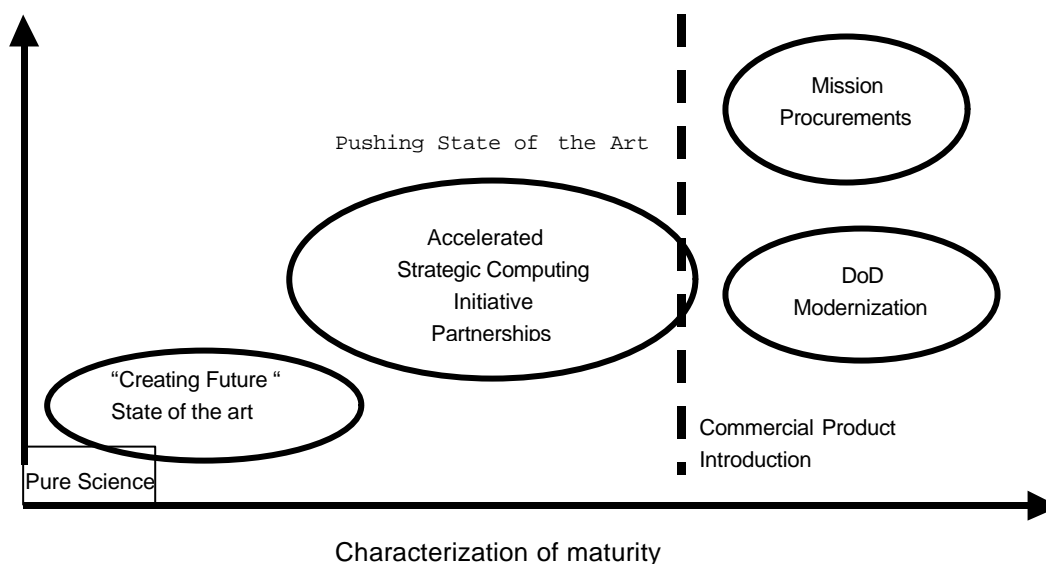 Mission
Procurements
Pushing State of the Art
Accelerated
Strategic Computing
Initiative
Partnerships
DoD
Modernization
“Creating Future “
State of the art
Commercial Product
Introduction
Pure Science
Characterization of maturity